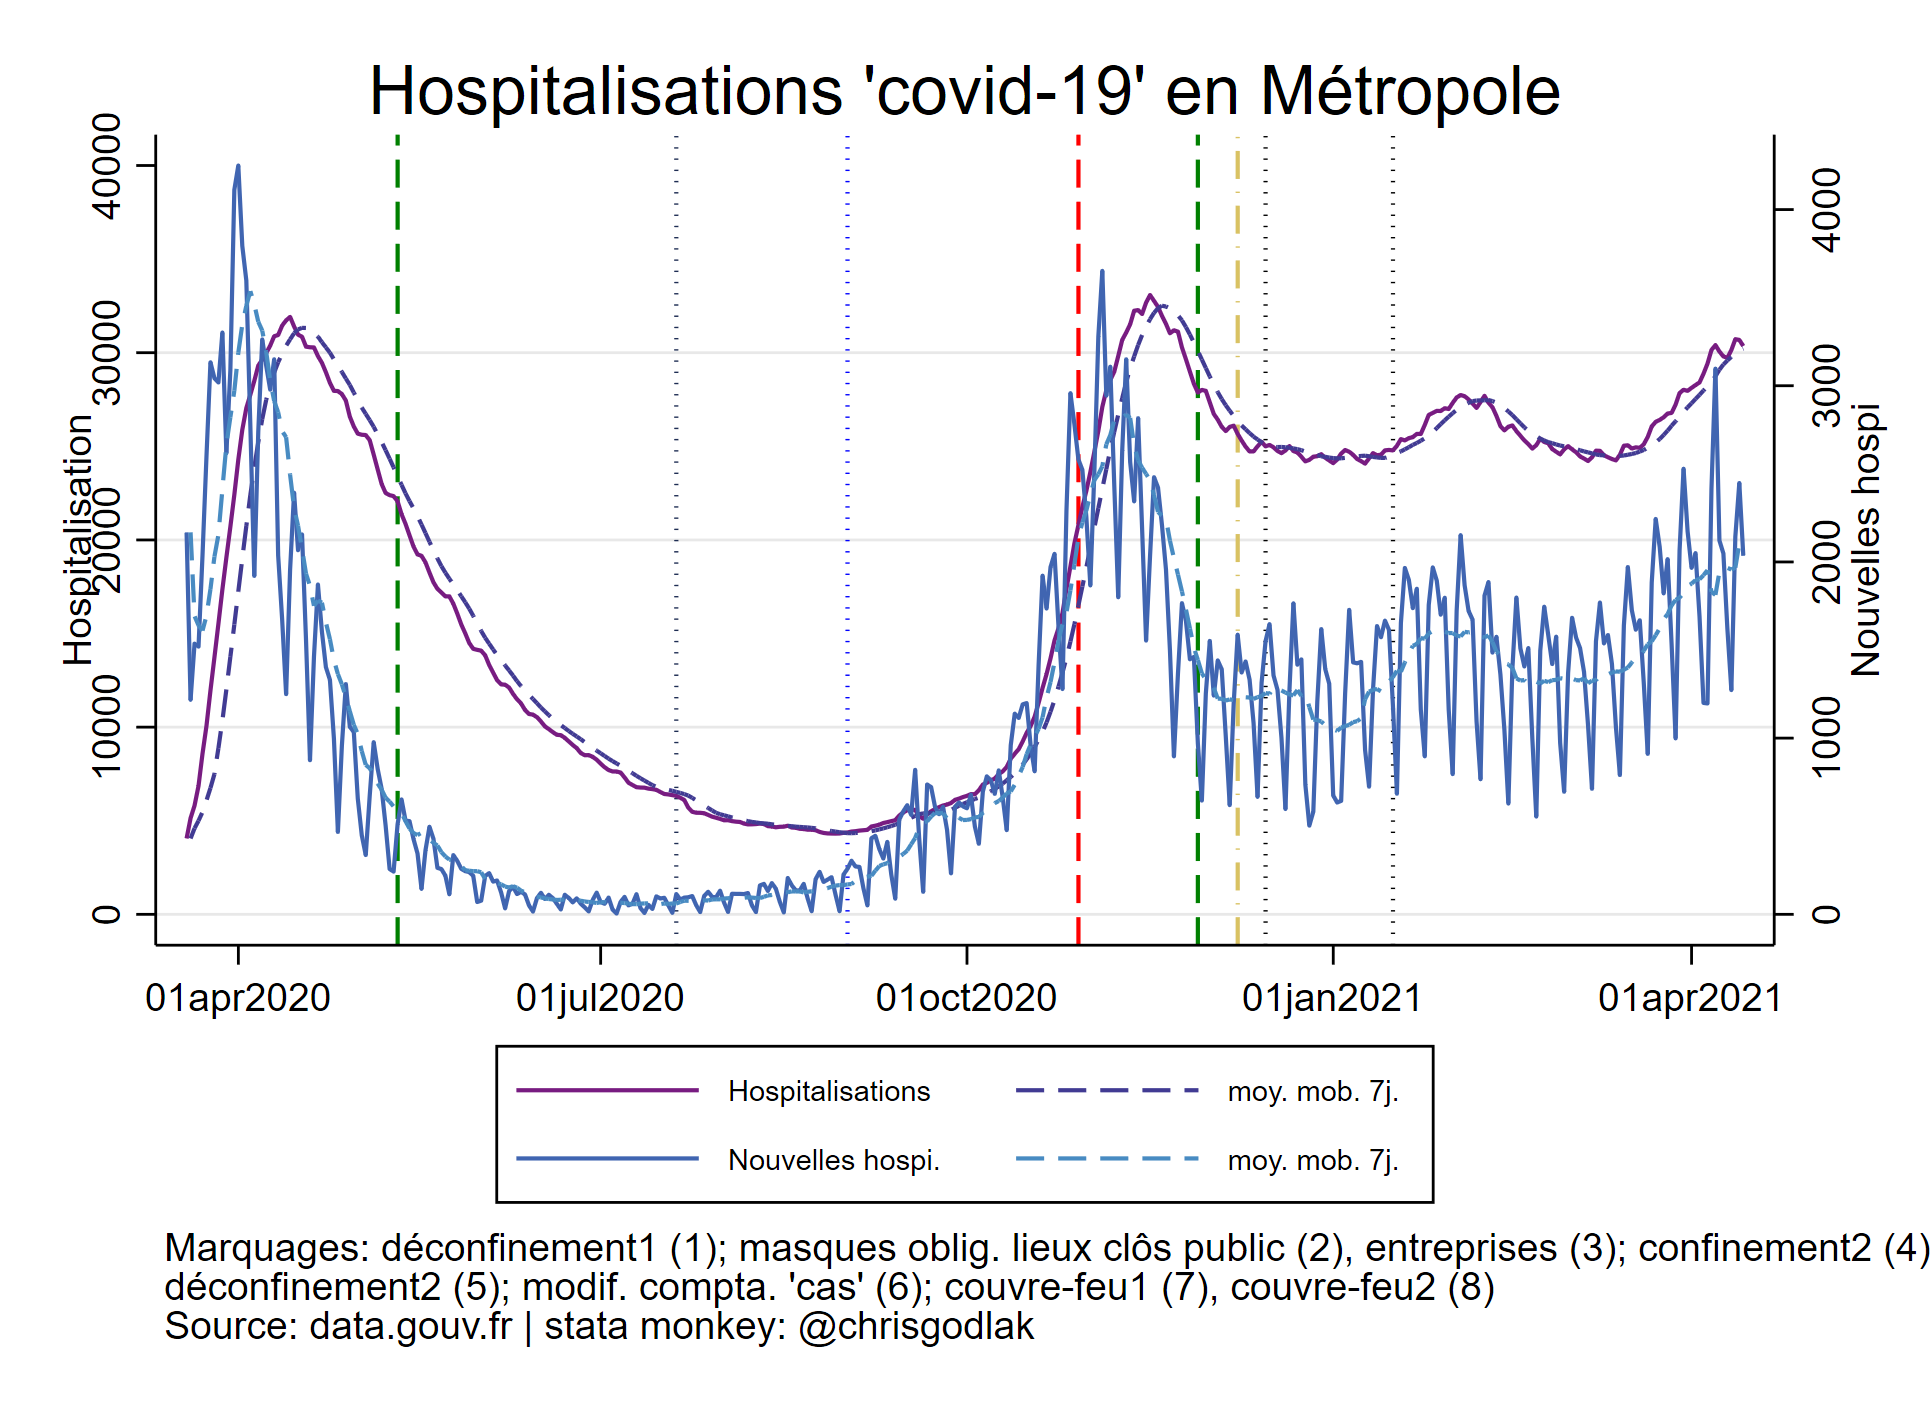 Hospitalisations 'covid-19' en Métropole
Hospitalisation
40000
30000
20000
10000
0
Nouvelles hospi
4000
3000
2000
1000
0
01apr2020 01jul2020 01oct2020 01jan2021 01apr2021
Hospitalisations moy. mob. 7j.
Nouvelles hospi. moy. mob. 7j.
Marquages: déconfinement1 (1); masques oblig. lieux clôs public (2), entreprises (3); confinement2 (4)
déconfinement2 (5); modif. compta. 'cas' (6); couvre-feu1 (7), couvre-feu2 (8)
Source: data.gouv.fr | stata monkey: @chrisgodlak